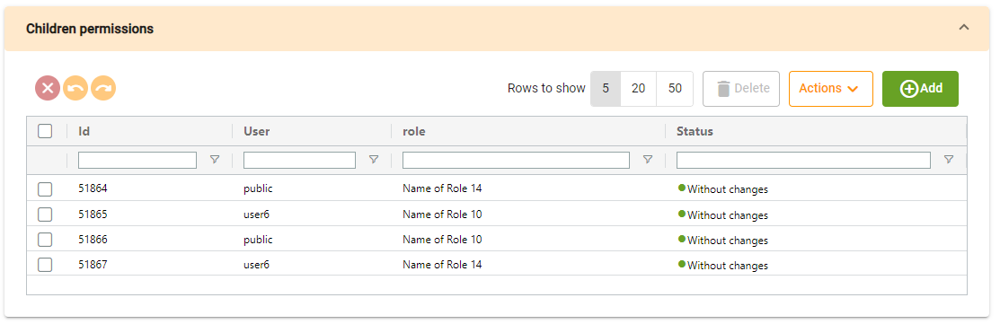 Children permissions
Rows to show 5 20 50 Delete Actions Add
Id User role Status
51864 public Name of Role 14 Without changes
51865 user6 Name of Role 10 Without changes
51866 public Name of Role 10 Without changes
51867 user6 Name of Role 14 Without changes